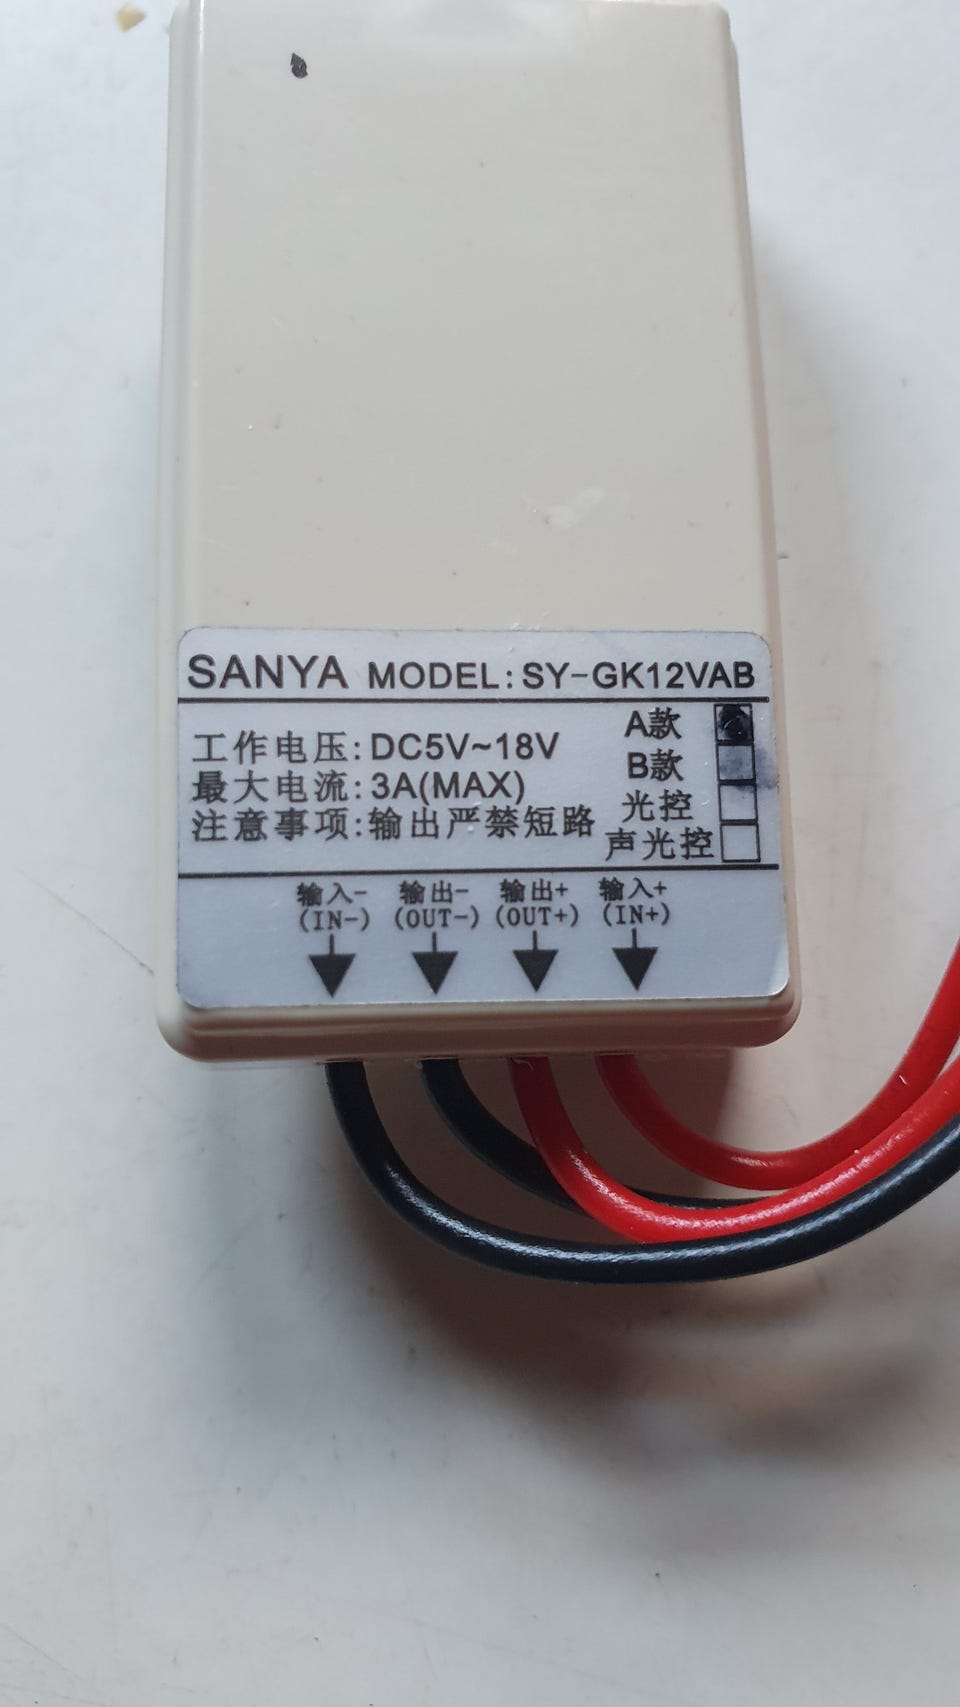 SANYA MODEL:SY-GK12VAB
工作电压:DC5V~18V
最大电流:3A(MAX)
注意事项:输出严禁短路
A款
B款
光控
声光控
输入- 输出- 输出+ 输入+
(IN-) (OUT-) (OUT+) (IN+)